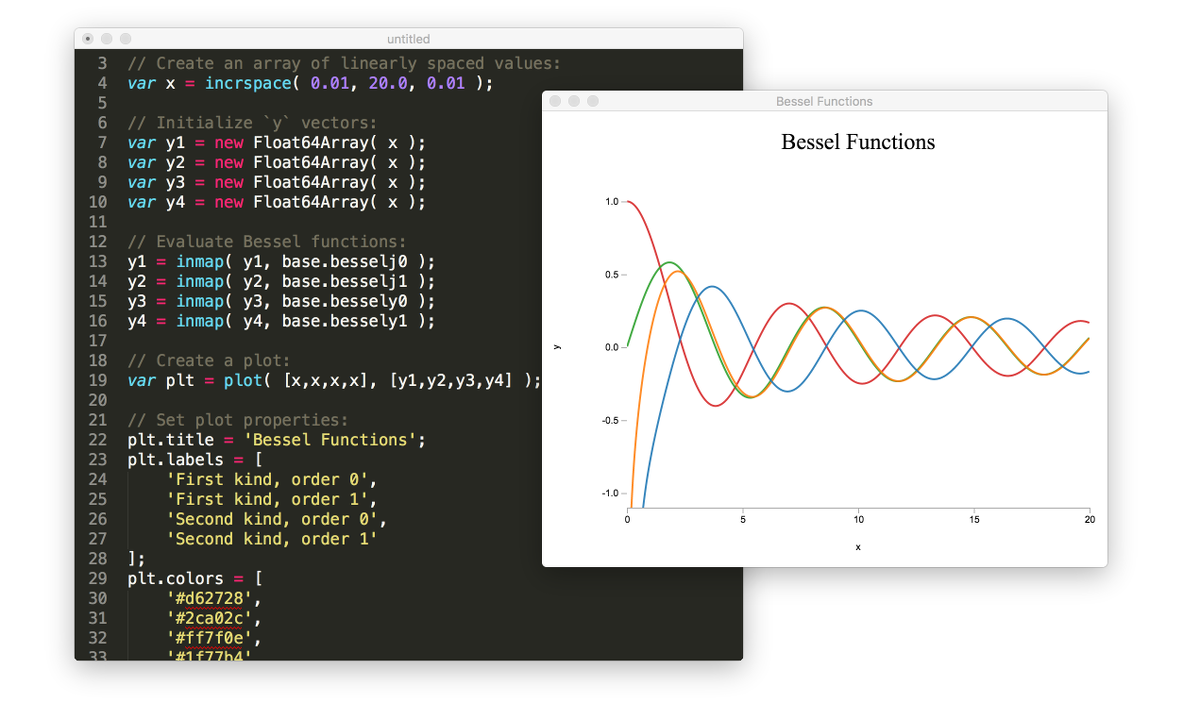 untitled
3 // Create an array of linearly spaced values:
4 var x = incrspace( 0.01, 20.0, 0.01 );
5
6 // Initialize `y` vectors:
7 var y1 = new Float64Array( x );
8 var y2 = new Float64Array( x );
9 var y3 = new Float64Array( x );
10 var y4 = new Float64Array( x );
11
12 // Evaluate Bessel functions:
13 y1 = inmap( y1, base.besselj0 );
14 y2 = inmap( y2, base.besselj1 );
15 y3 = inmap( y3, base.bessely0 );
16 y4 = inmap( y4, base.bessely1 );
17
18 // Create a plot:
19 var plt = plot( [x,x,x,x], [y1,y2,y3,y4] );
20
21 // Set plot properties:
22 plt.title = 'Bessel Functions';
23 plt.labels = [
24 'First kind, order 0',
25 'First kind, order 1',
26 'Second kind, order 0',
27 'Second kind, order 1'
28 ];
29 plt.colors = [
30 '#d62728',
31 '#2ca02c',
32 '#ff7f0e',
33 '#1f77b4'
Bessel Functions
Bessel Functions
1.0
0.5
0.0
-0.5
-1.0
y
0 5 10 15 20
x